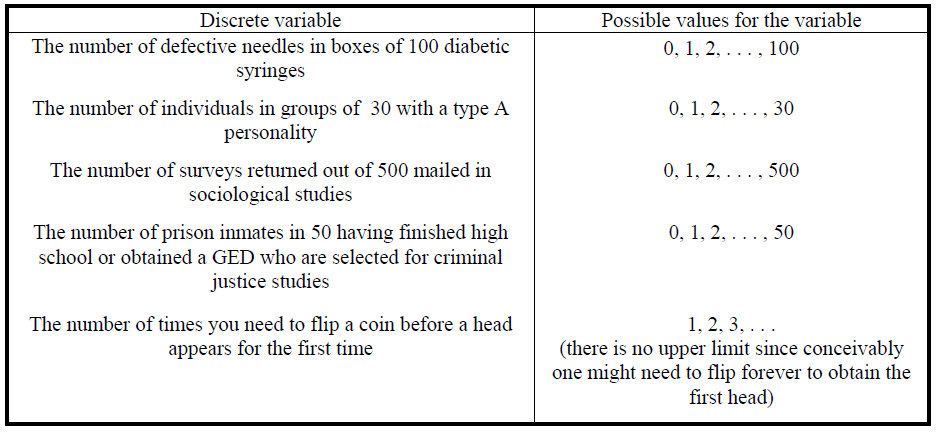 Discrete variable
Possible values for the variable
The number of defective needles in boxes of 100 diabetic
syringes
0, 1, 2, . . . , 100
The number of individuals in groups of  30 with a type A
personality
0, 1, 2, . . . , 30
The number of surveys returned out of 500 mailed in
sociological studies
0, 1, 2, . . . , 500
The number of prison inmates in 50 having finished high
school or obtained a GED who are selected for criminal
justice studies
0, 1, 2, . . . , 50
The number of times you need to flip a coin before a head
appears for the first time
1, 2, 3, . . .
(there is no upper limit since conceivably
one might need to flip forever to obtain the
first head)